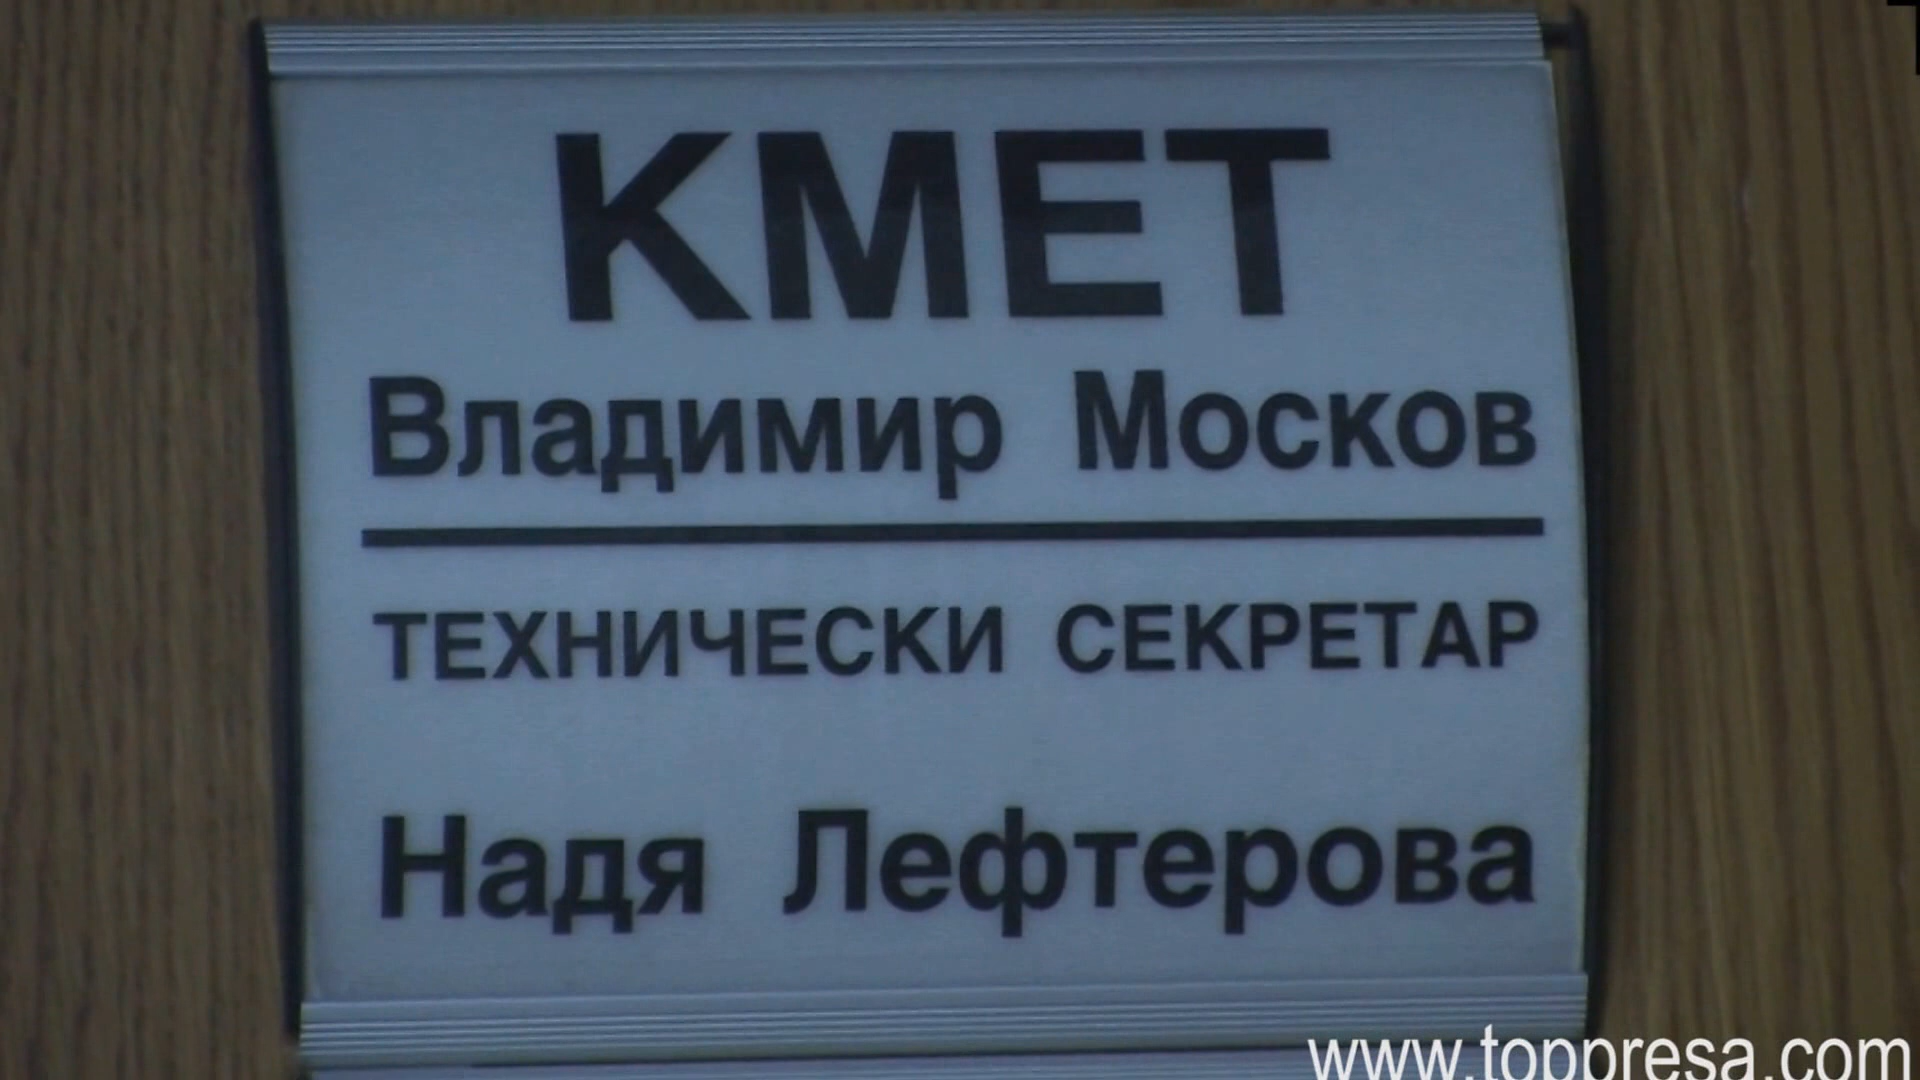 КМЕТ
Владимир Москов
ТЕХНИЧЕСКИ СЕКРЕТАР
Надя Лефтерова
www.toppresa.com